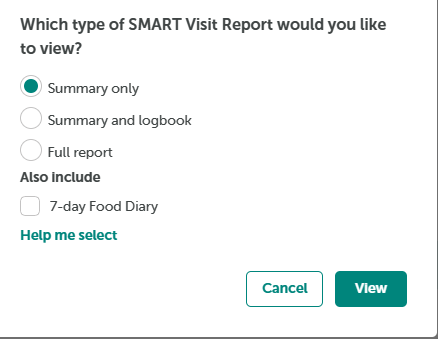 Which type of SMART Visit Report would you like
to view?
Summary only
Summary and logbook
Full report
Also include
7-day Food Diary
Help me select
Cancel
View